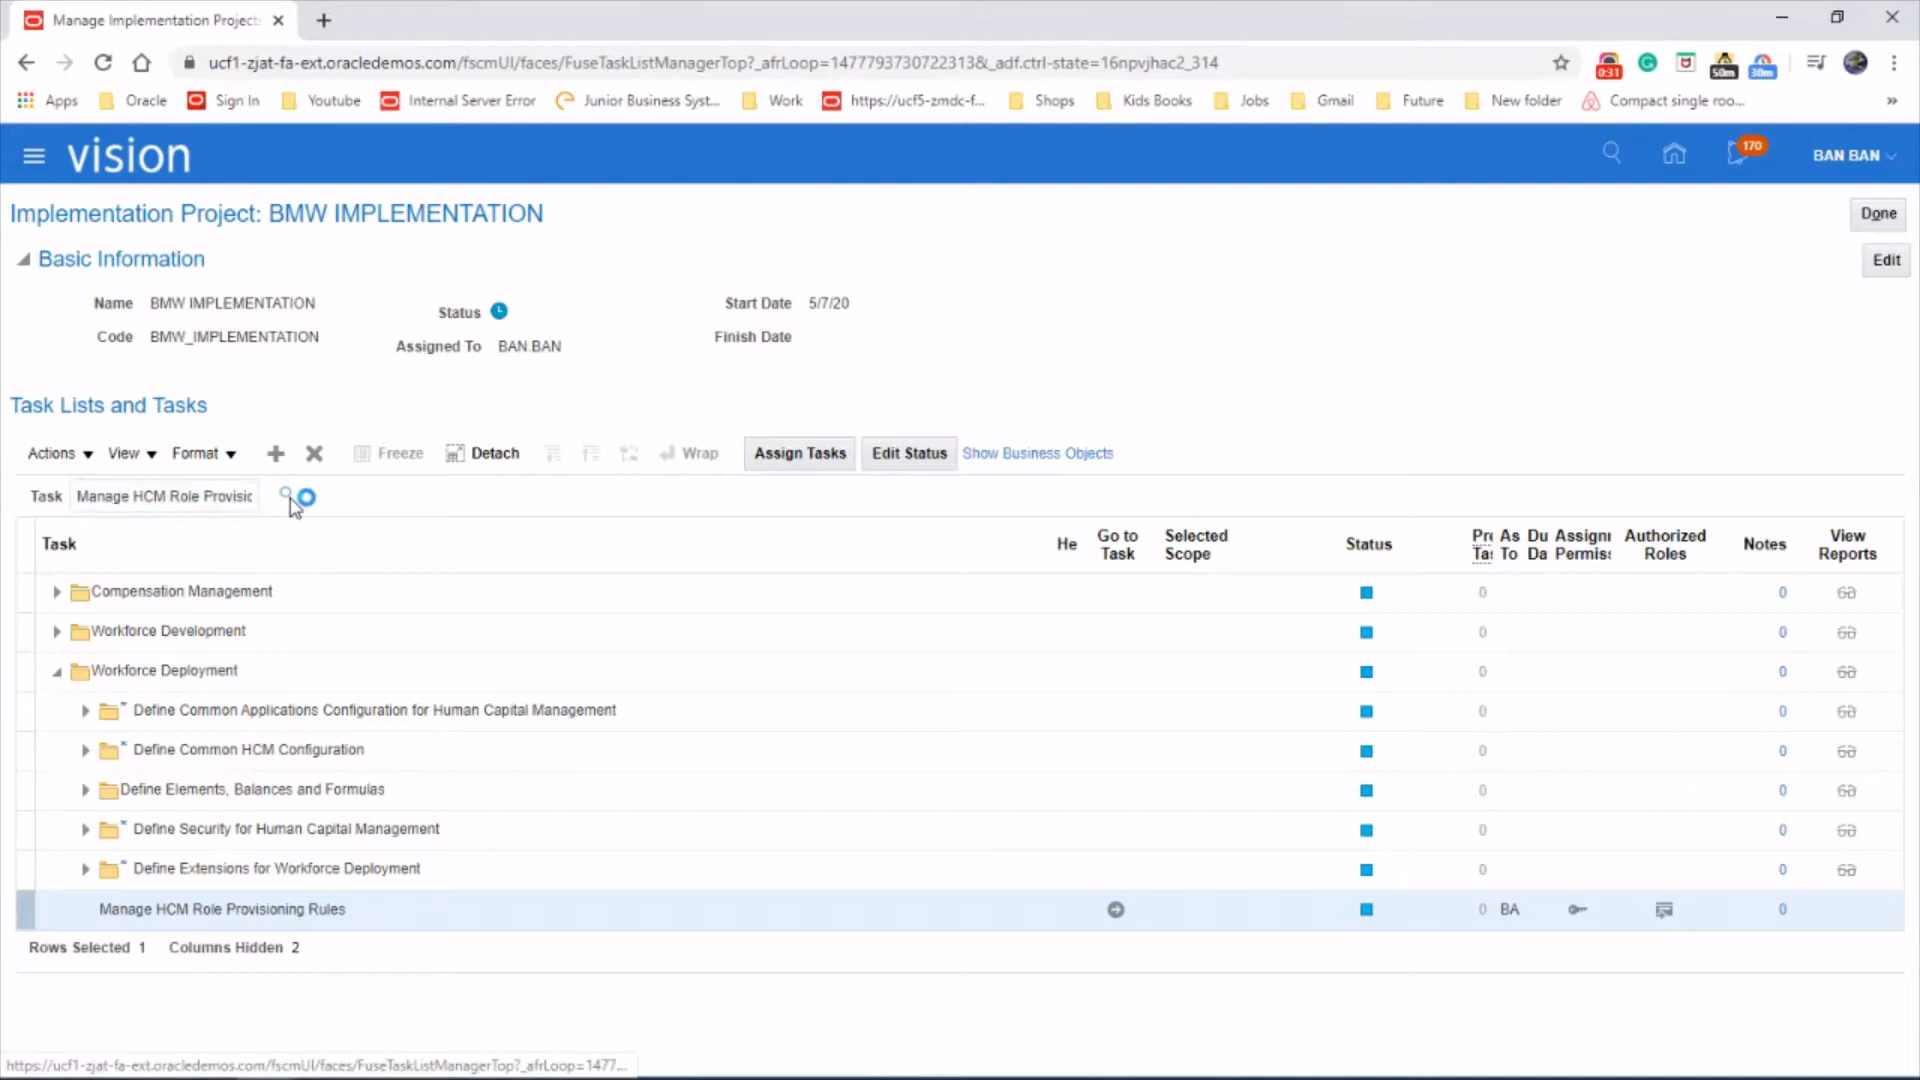 Manage Implementation Project:
ucf1-zjat-fa-ext.oracledemos.com/fscmUI/faces/FuseTaskListManagerTop?_afrLoop=1477793730722313&_adf.ctrl-state=16npvjhac2_314
0:31
50m
30m
Apps Oracle Sign In Youtube Internal Server Error Junior Business Syst... Work https://ucf5-zmdc-f... Shops Kids Books Jobs Gmail Future New folder Compact single roo... »
vision
170
BAN BAN
Implementation Project: BMW IMPLEMENTATION
Done
Basic Information
Edit
Name BMW IMPLEMENTATION
Status
Start Date 5/7/20
Code BMW_IMPLEMENTATION
Assigned To BAN.BAN
Finish Date
Task Lists and Tasks
Actions View Format Freeze Detach Wrap Assign Tasks Edit Status Show Business Objects
Task Manage HCM Role Provisic
Task He Go to Task Selected Scope Status Pre Ta: As To Du Da Assignr Permis: Authorized Roles Notes View Reports
Compensation Management 0 0
Workforce Development 0 0
Workforce Deployment 0 0
* Define Common Applications Configuration for Human Capital Management 0 0
* Define Common HCM Configuration 0 0
Define Elements, Balances and Formulas 0 0
* Define Security for Human Capital Management 0 0
* Define Extensions for Workforce Deployment 0 0
Manage HCM Role Provisioning Rules 0 BA 0
Rows Selected 1 Columns Hidden 2
https://ucf1-zjat-fa-ext.oracledemos.com/fscmUI/faces/FuseTaskListManagerTop?_afrLoop=1477...